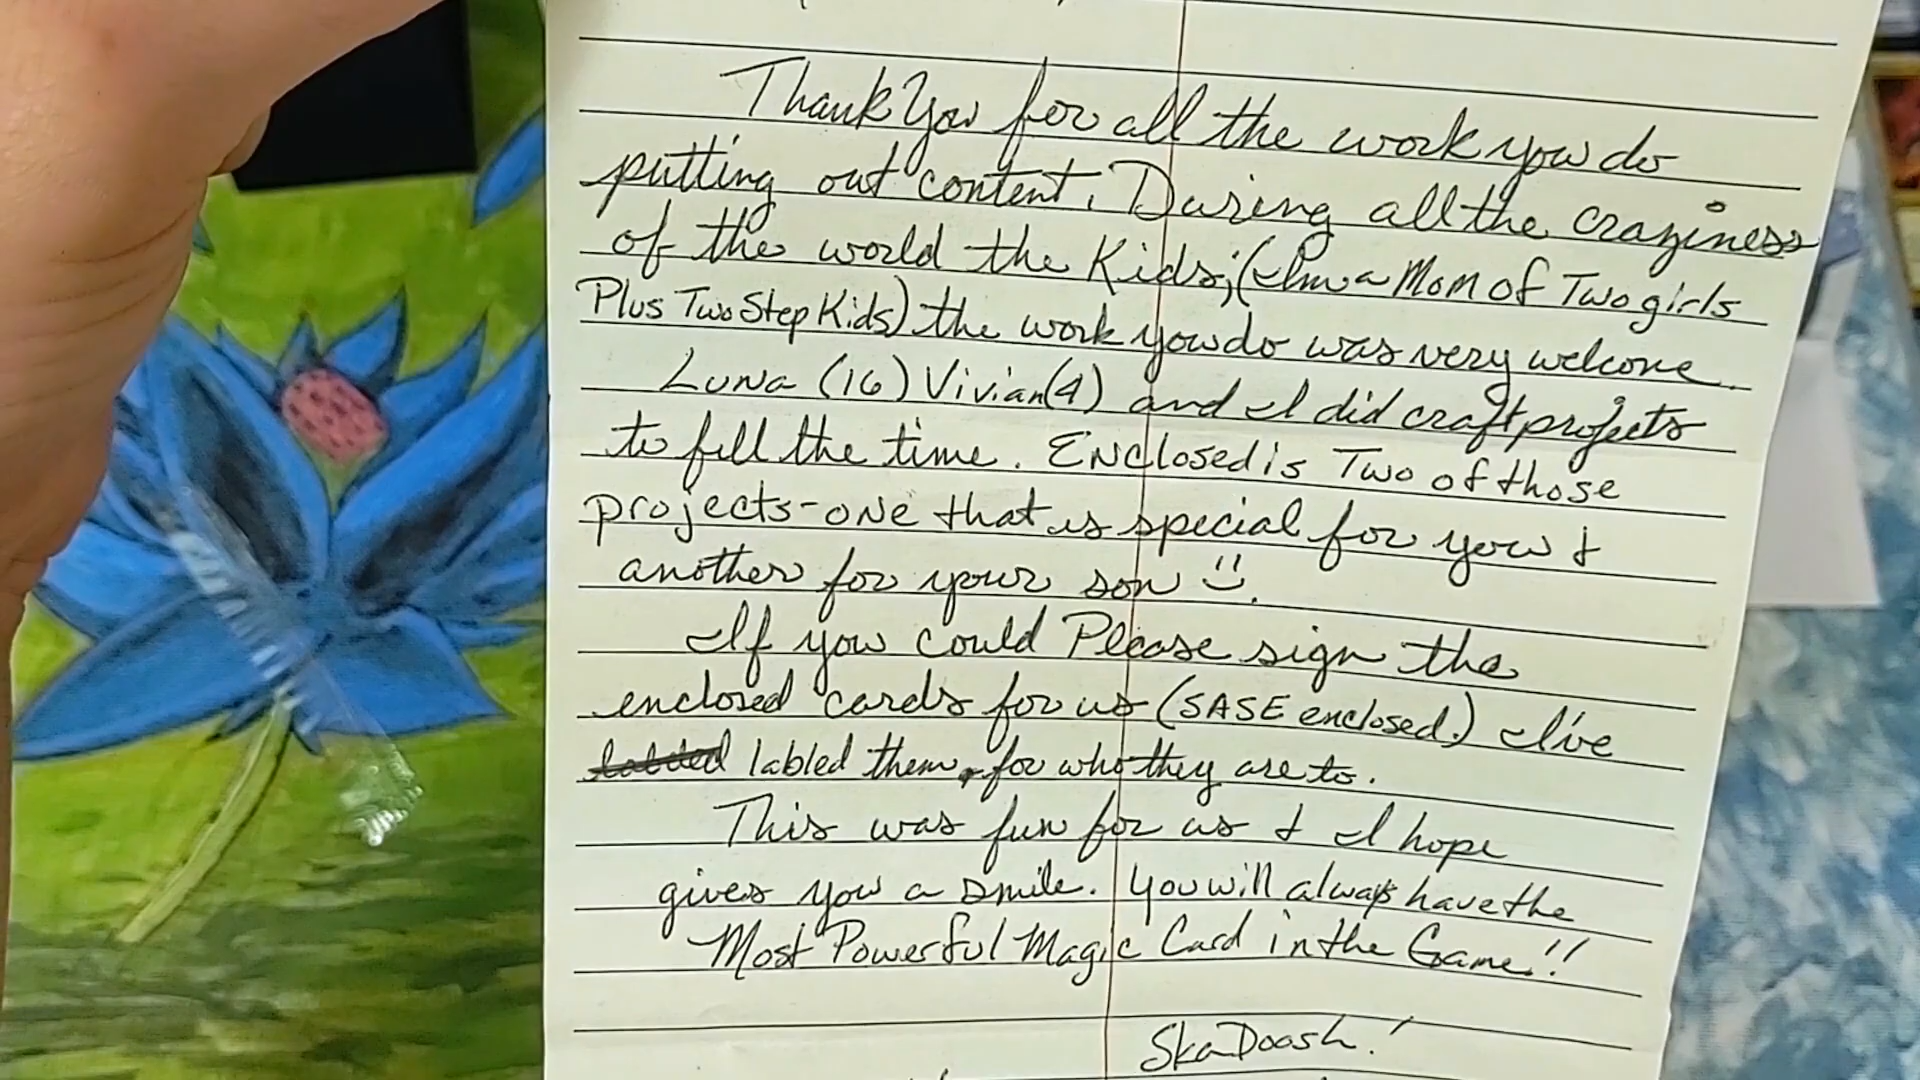 Thank You for all the work you do
putting out content. During all the craziness
of the world the Kids; (I'm a Mom of Two girls
Plus Two Step Kids) the work you do was very welcome
Luna (16) Vivian (4) and I did craft projects
to fill the time. Enclosed is Two of those
projects-one that is special for you &
another for your son
If you could Please sign the
enclosed cards for us (SASE enclosed.) I've
labled them for who they are to.
This was fun for us & I hope
gives you a smile. You will always have the
Most Powerful Magic Card in the Game!!
SkaDoosh!